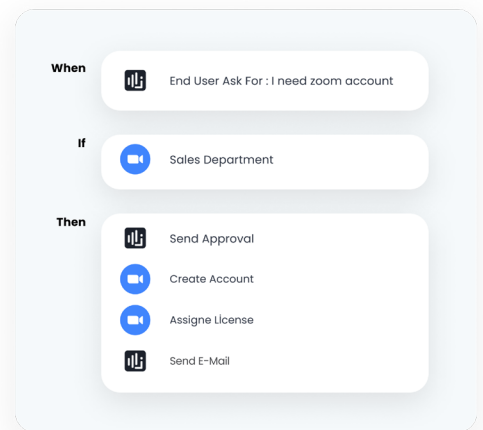 When
End User Ask For : I need zoom account
If
Sales Department
Then
Send Approval
Create Account
Assigne License
Send E-Mail